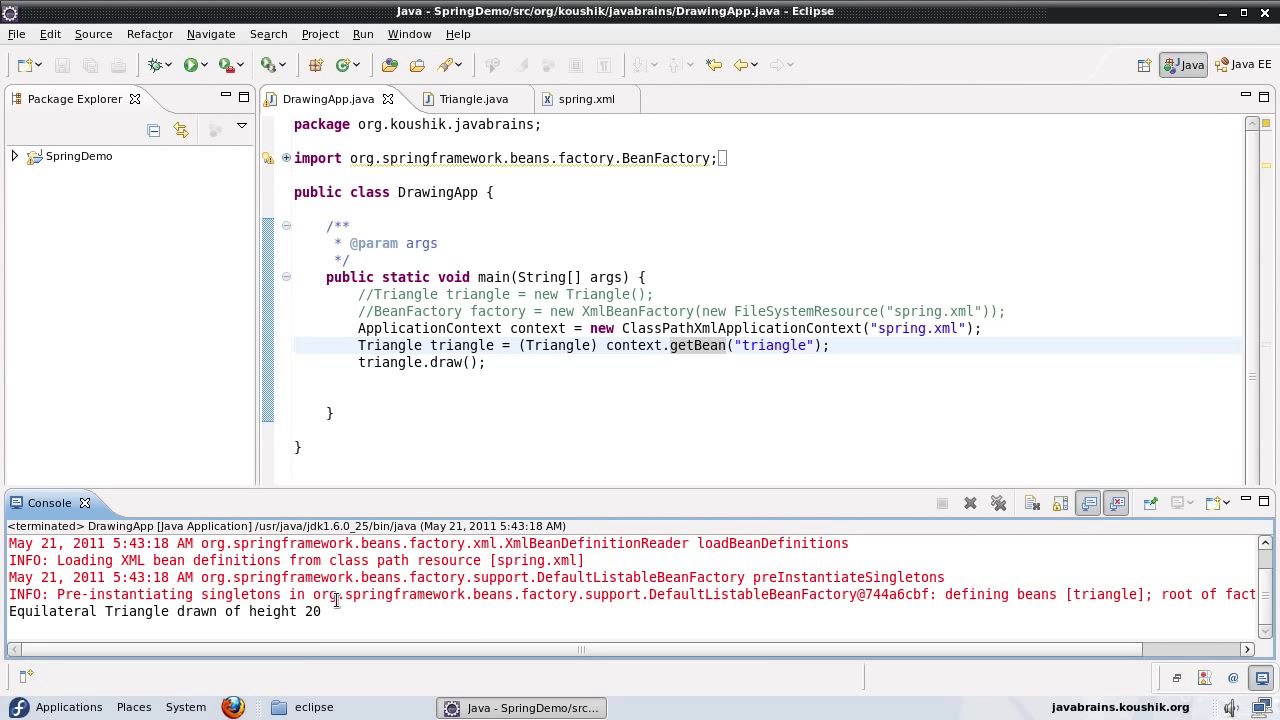 Java - SpringDemo/src/org/koushik/javabrains/DrawingApp.java - Eclipse
File Edit Source Refactor Navigate Search Project Run Window Help
Java Java EE
Package Explorer
DrawingApp.java Triangle.java spring.xml
SpringDemo
package org.koushik.javabrains;
import org.springframework.beans.factory.BeanFactory;
public class DrawingApp {
/**
* @param args
*/
public static void main(String[] args) {
//Triangle triangle = new Triangle();
//BeanFactory factory = new XmlBeanFactory(new FileSystemResource("spring.xml"));
ApplicationContext context = new ClassPathXmlApplicationContext("spring.xml");
Triangle triangle = (Triangle) context.getBean("triangle");
triangle.draw();
}
}
Console
<terminated> DrawingApp [Java Application] /usr/java/jdk1.6.0_25/bin/java (May 21, 2011 5:43:18 AM)
May 21, 2011 5:43:18 AM org.springframework.beans.factory.xml.XmlBeanDefinitionReader loadBeanDefinitions
INFO: Loading XML bean definitions from class path resource [spring.xml]
May 21, 2011 5:43:18 AM org.springframework.beans.factory.support.DefaultListableBeanFactory preInstantiateSingletons
INFO: Pre-instantiating singletons in org.springframework.beans.factory.support.DefaultListableBeanFactory@744a6cbf: defining beans [triangle]; root of fact
Equilateral Triangle drawn of height 20
Applications Places System eclipse Java - SpringDemo/src... javabrains.koushik.org